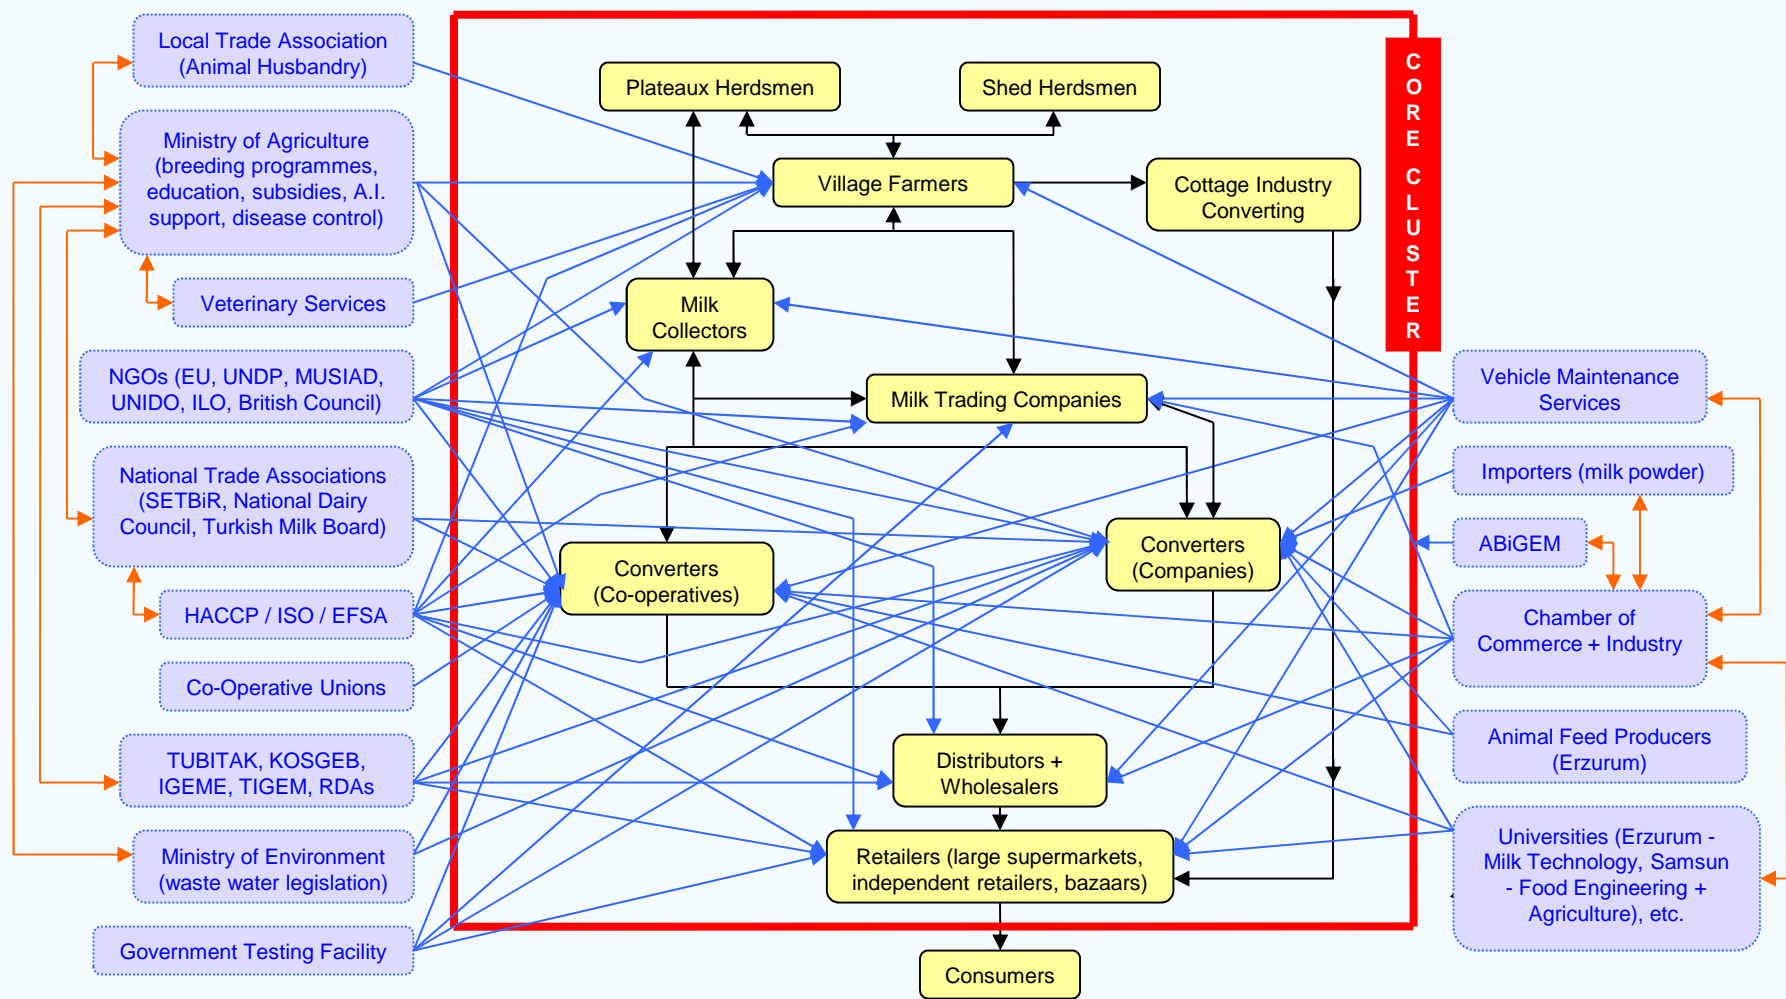 Local Trade Association
(Animal Husbandry)
Ministry of Agriculture
(breeding programmes,
education, subsidies, A.I.
support, disease control)
Veterinary Services
NGOs (EU, UNDP, MUSIAD,
UNIDO, ILO, British Council)
National Trade Associations
(SETBiR, National Dairy
Council, Turkish Milk Board)
HACCP / ISO / EFSA
Co-Operative Unions
TUBITAK, KOSGEB,
IGEME, TIGEM, RDAs
Ministry of Environment
(waste water legislation)
Government Testing Facility
Plateaux Herdsmen
Shed Herdsmen
Village Farmers
Cottage Industry
Converting
Milk
Collectors
Milk Trading Companies
Converters
(Co-operatives)
Converters
(Companies)
Distributors +
Wholesalers
Retailers (large supermarkets,
independent retailers, bazaars)
Consumers
CORE CLUSTER
Vehicle Maintenance
Services
Importers (milk powder)
ABiGEM
Chamber of
Commerce + Industry
Animal Feed Producers
(Erzurum)
Universities (Erzurum -
Milk Technology, Samsun
- Food Engineering +
Agriculture), etc.